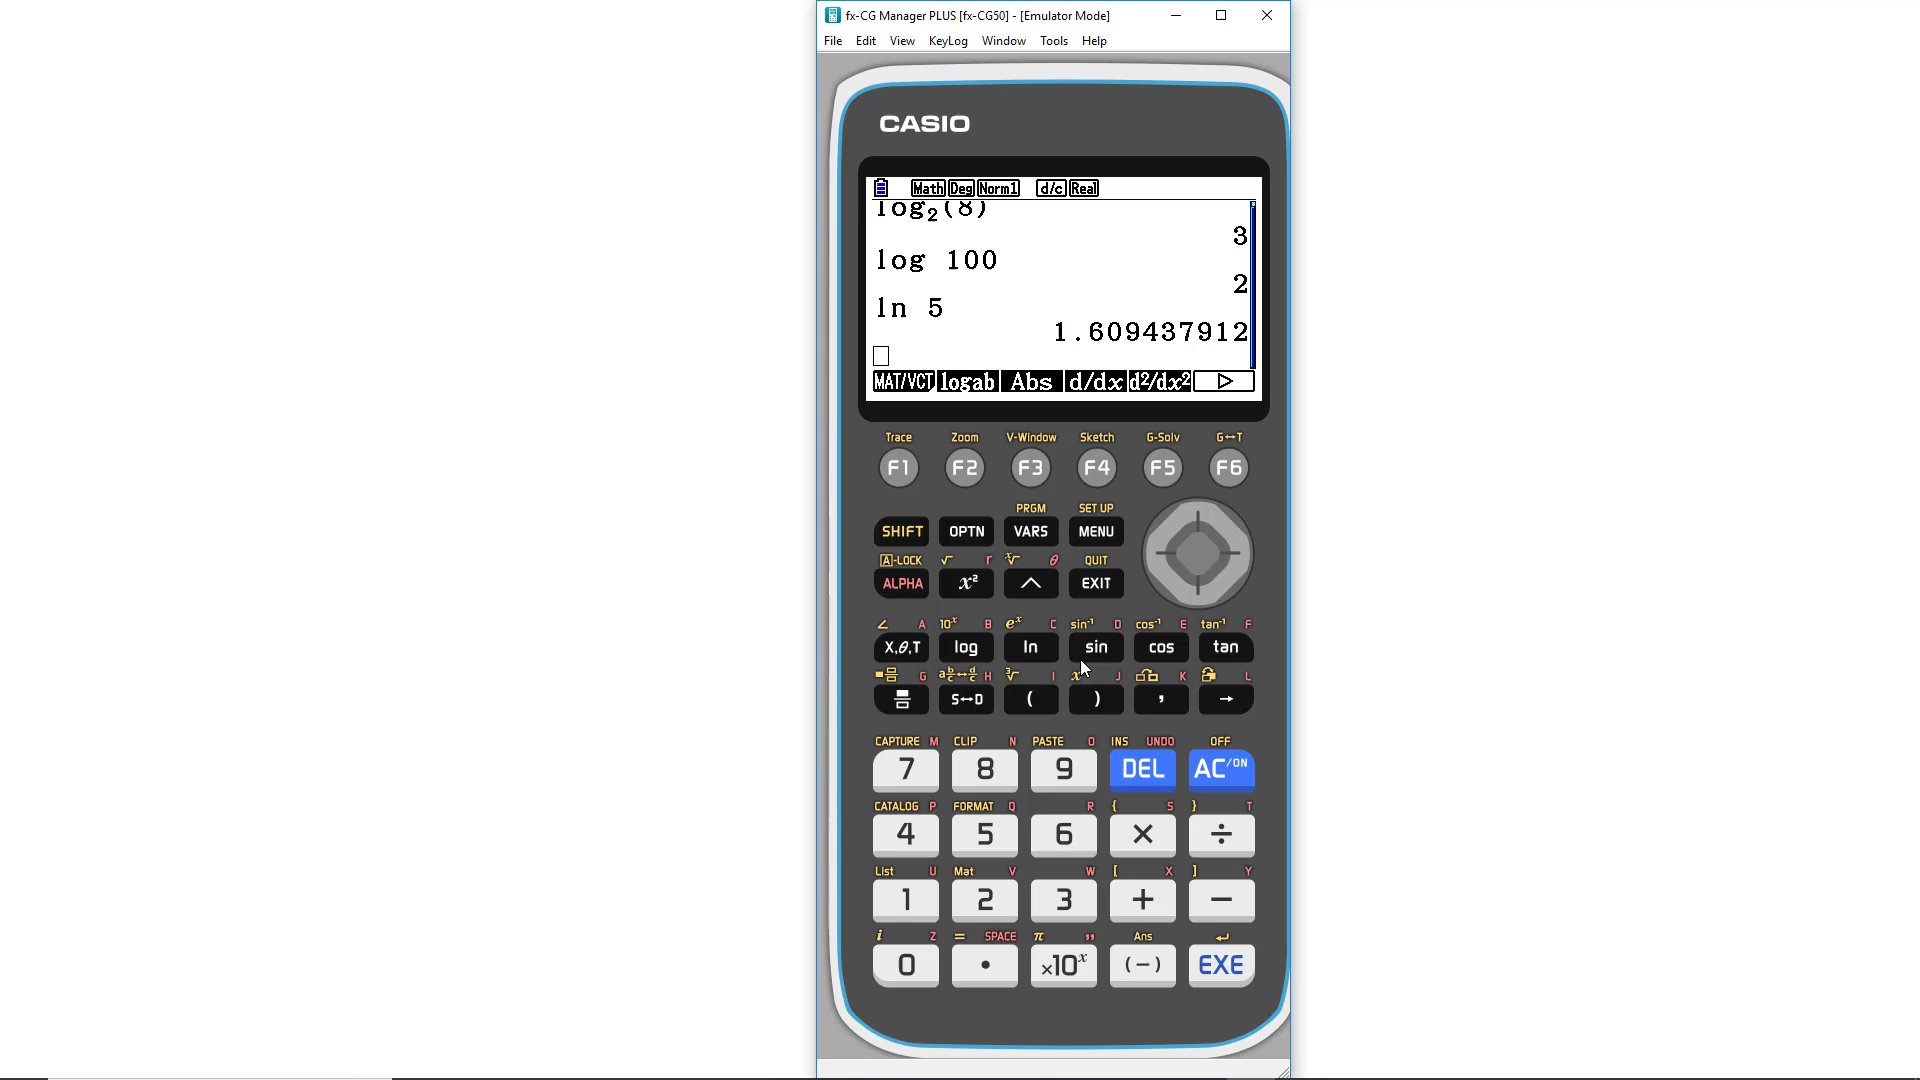 fx-CG Manager PLUS [fx-CG50] - [Emulator Mode]
File Edit View KeyLog Window Tools Help
CASIO
Math Deg Norm1 d/c Real
log₂(8)
3
log 100
2
ln 5
1.609437912
MAT/VCT logab Abs d/dx d²/dx²
Trace Zoom V-Window Sketch G-Solv G↔T
F1 F2 F3 F4 F5 F6
PRGM SET UP
SHIFT OPTN VARS MENU
A-LOCK √ r ˣ√ θ QUIT
ALPHA x² ^ EXIT
∠ A 10ˣ B eˣ C sin⁻¹ D cos⁻¹ E tan⁻¹ F
X,θ,T log ln sin cos tan
G a b/c↔d/c H ³√ I J K L
S↔D ( ) , →
CAPTURE M CLIP N PASTE O INS UNDO OFF
7 8 9 DEL AC/ON
CATALOG P FORMAT Q R { S } T
4 5 6 × ÷
List U Mat V W [ X ] Y
1 2 3 + −
i Z = SPACE π " Ans ↵
0 • ×10ˣ (−) EXE